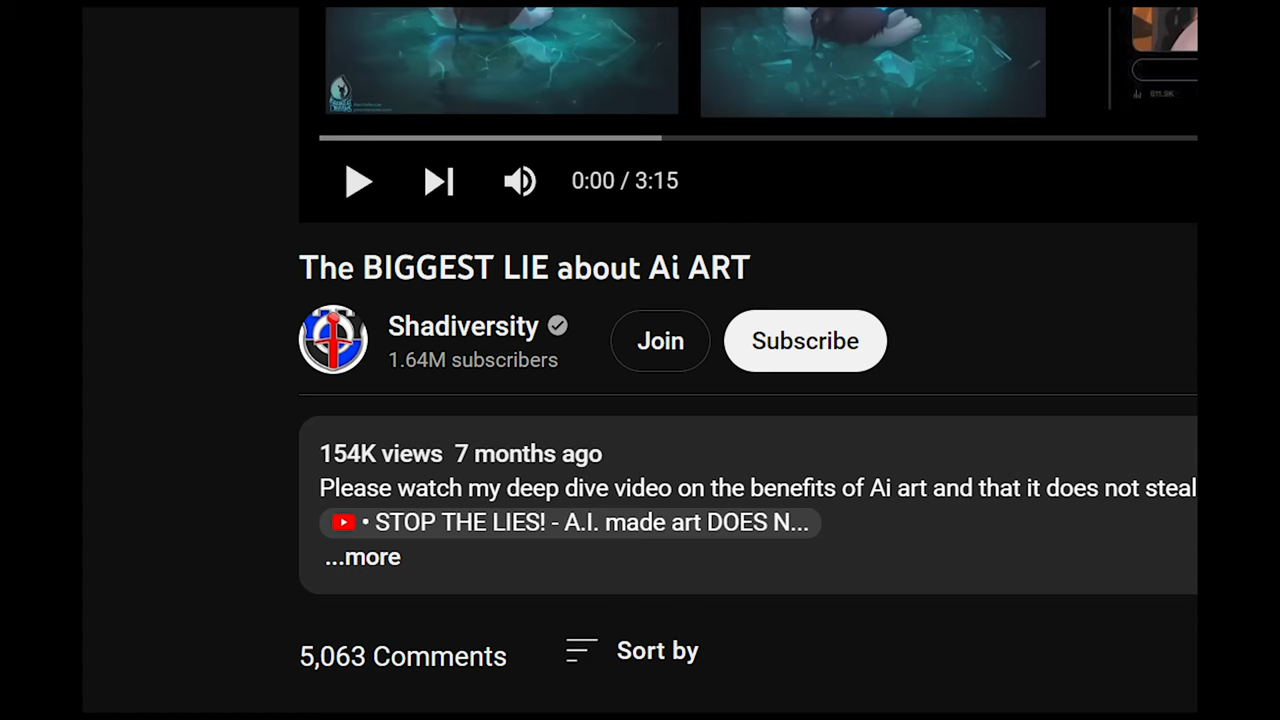 611.9K
0:00 / 3:15
The BIGGEST LIE about Ai ART
Shadiversity
1.64M subscribers
Join
Subscribe
154K views 7 months ago
Please watch my deep dive video on the benefits of Ai art and that it does not steal
• STOP THE LIES! - A.I. made art DOES N...
...more
5,063 Comments
Sort by